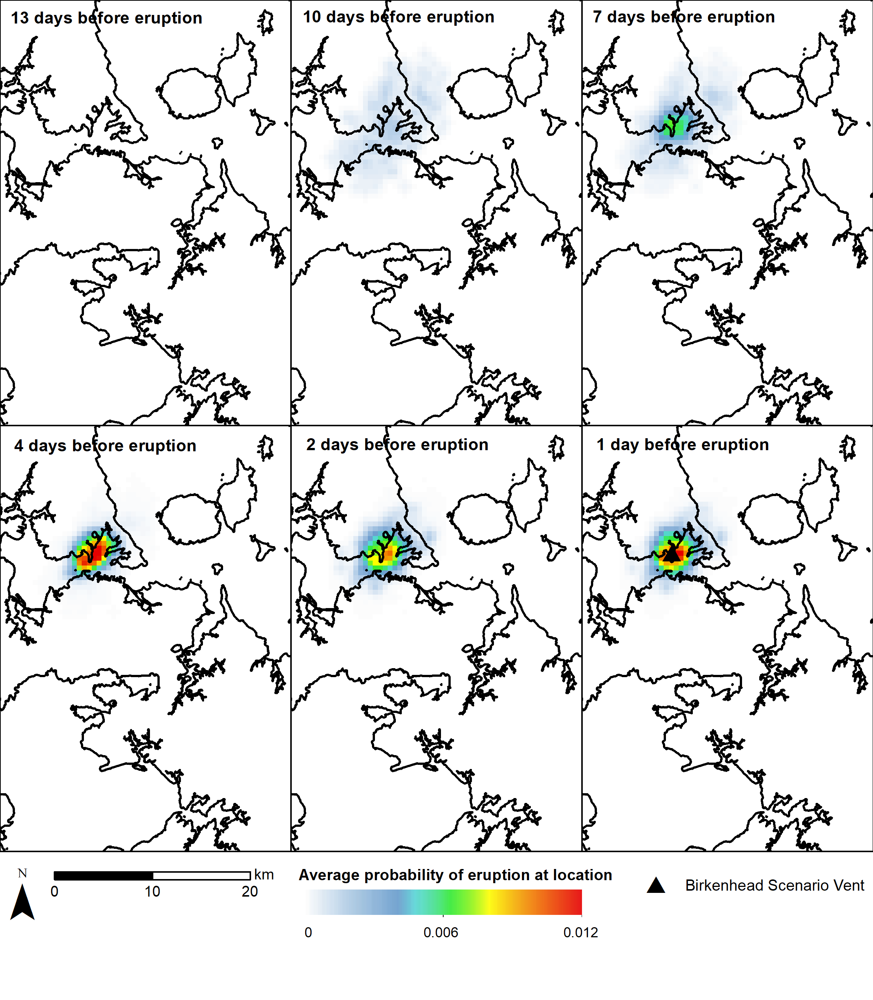 13 days before eruption
10 days before eruption
7 days before eruption
4 days before eruption
2 days before eruption
1 day before eruption
N
km
0 10 20
Average probability of eruption at location
0 0.006 0.012
Birkenhead Scenario Vent